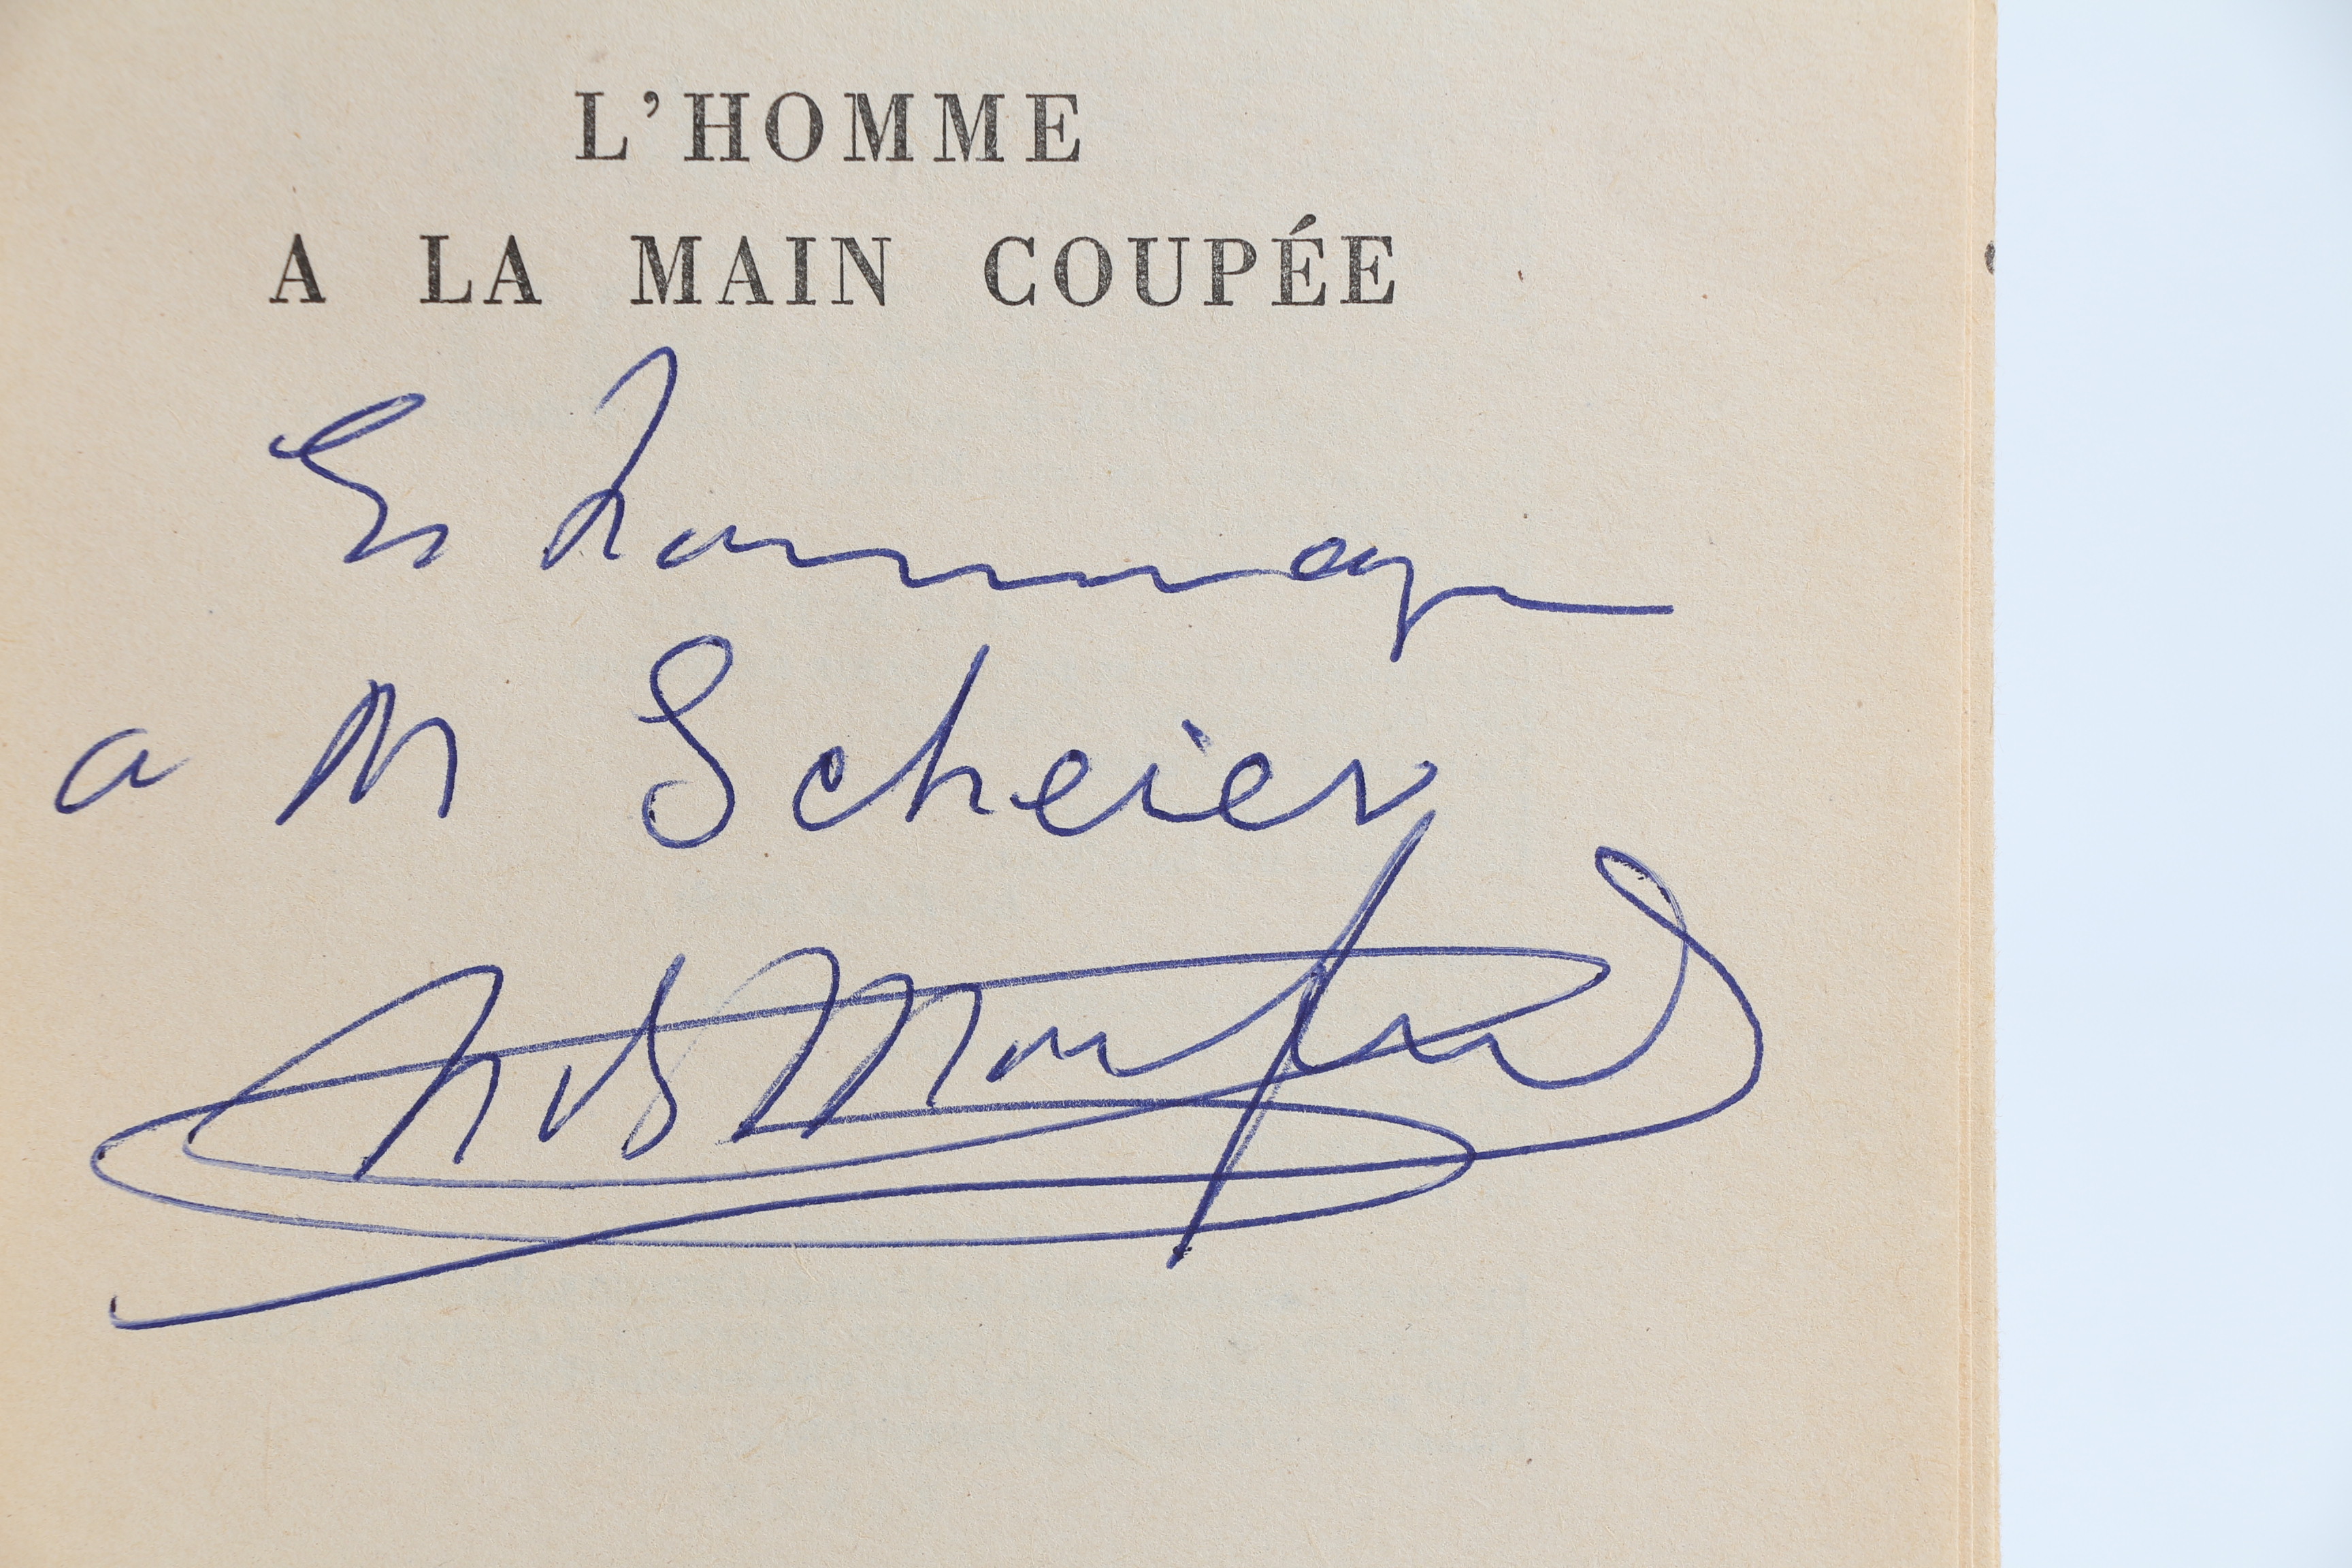 L'HOMME
A LA MAIN COUPÉE
En hommage
a M Scheier